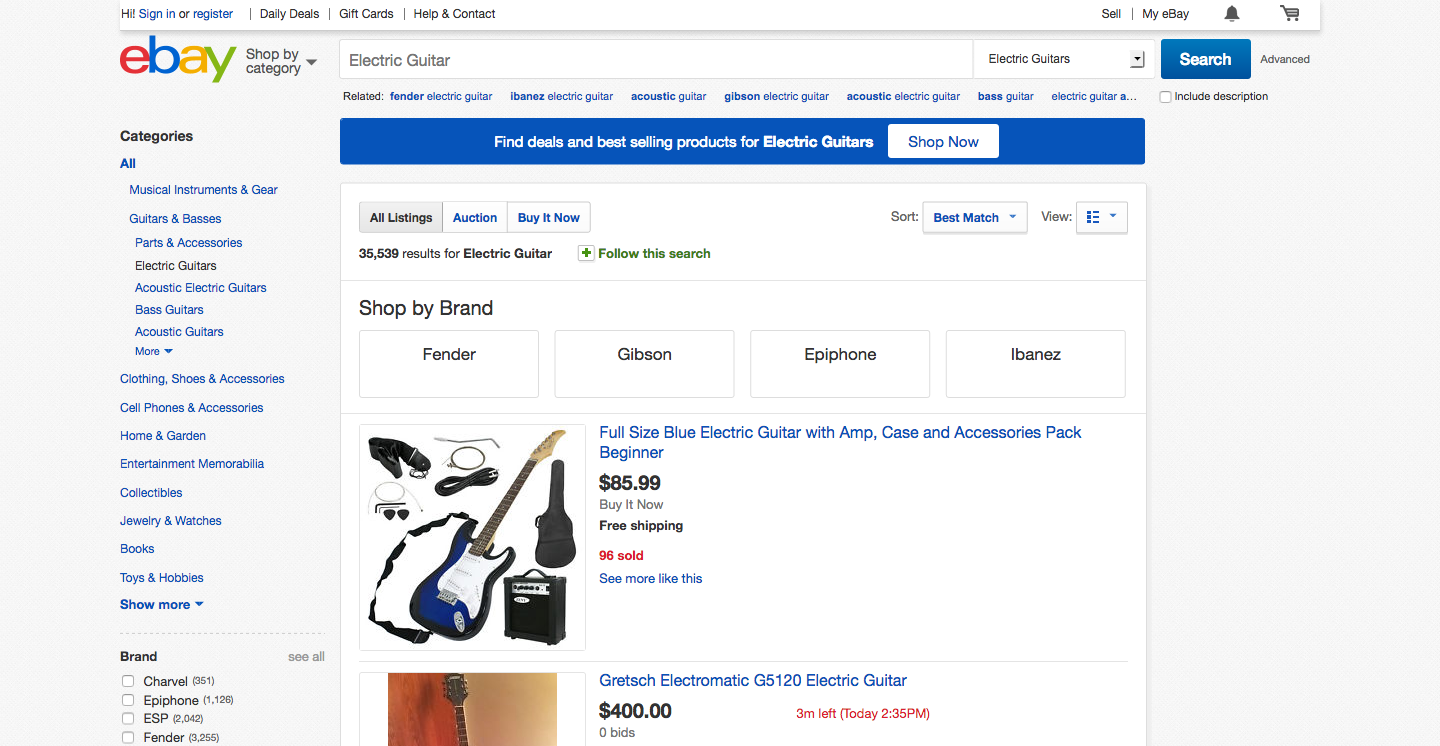 Hi! Sign in or register | Daily Deals | Gift Cards | Help & Contact
Sell | My eBay
ebay
Shop by
category
Electric Guitar
Electric Guitars
Search
Advanced
Related: fender electric guitar ibanez electric guitar acoustic guitar gibson electric guitar acoustic electric guitar bass guitar electric guitar a...
Include description
Categories
All
Musical Instruments & Gear
Guitars & Basses
Parts & Accessories
Electric Guitars
Acoustic Electric Guitars
Bass Guitars
Acoustic Guitars
More
Clothing, Shoes & Accessories
Cell Phones & Accessories
Home & Garden
Entertainment Memorabilia
Collectibles
Jewelry & Watches
Books
Toys & Hobbies
Show more
Brand see all
Charvel (351)
Epiphone (1,126)
ESP (2,042)
Fender (3,255)
Find deals and best selling products for Electric Guitars Shop Now
All Listings Auction Buy It Now
Sort: Best Match View:
35,539 results for Electric Guitar Follow this search
Shop by Brand
Fender Gibson Epiphone Ibanez
Full Size Blue Electric Guitar with Amp, Case and Accessories Pack
Beginner
$85.99
Buy It Now
Free shipping
96 sold
See more like this
Gretsch Electromatic G5120 Electric Guitar
$400.00 3m left (Today 2:35PM)
0 bids